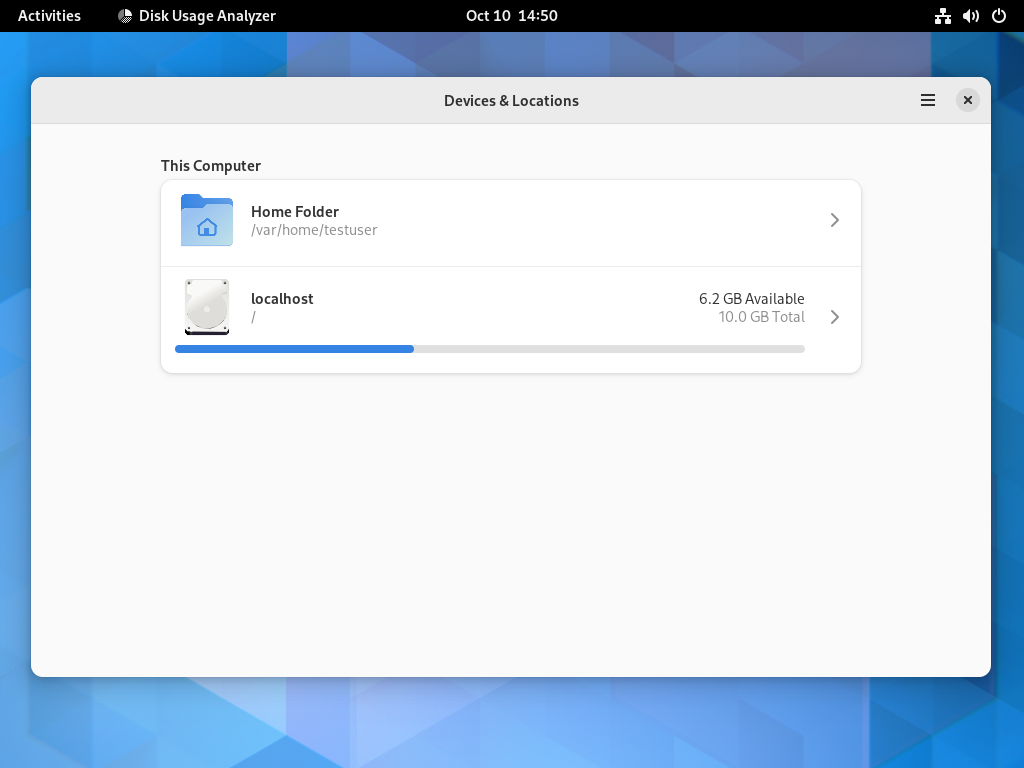 Activities
Disk Usage Analyzer
Oct 10 14:50
Devices & Locations
This Computer
Home Folder
/var/home/testuser
localhost
6.2 GB Available
/
10.0 GB Total